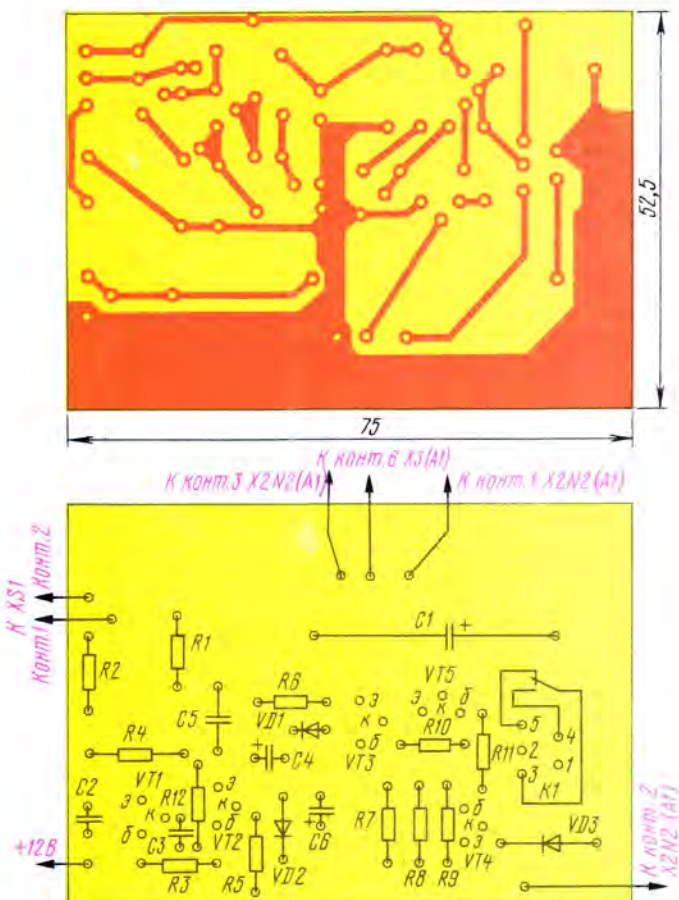 52,5
75
К конт. 6 X3(A1)
К конт. 3 X2N2(A1)
К конт. 1 X2N2(A1)
К XS1
Конт. 2
Конт. 1
C1 +
R2
R1
R6
VT5
э
э
б
к
к
R4
C5
VD1
б
VT3
R10
R11
5
4
2
1
3
K1
+
C4
C2
VT1
э
к
б
R12
C3
э
к
б
VT2
C6
+
R7
R8
R9
б
к
э
VT4
VD3
+12В
R3
R5
VD2
К конт. 2
X2N2 (A1)